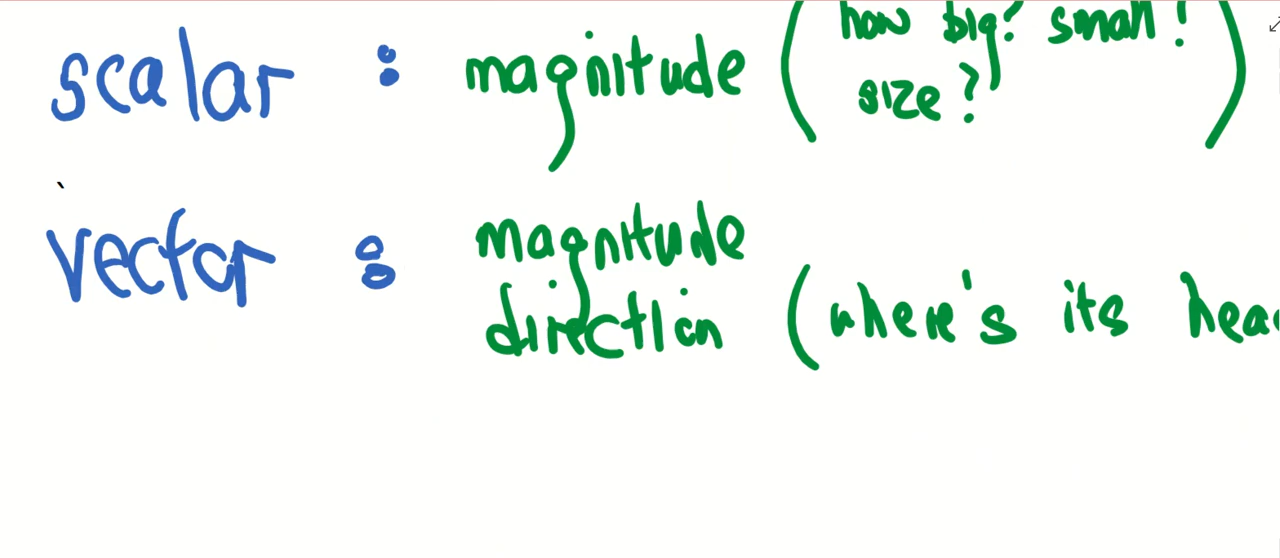 scalar : magnitude (how big? small?
size?)
vector : magnitude
direction (where's its